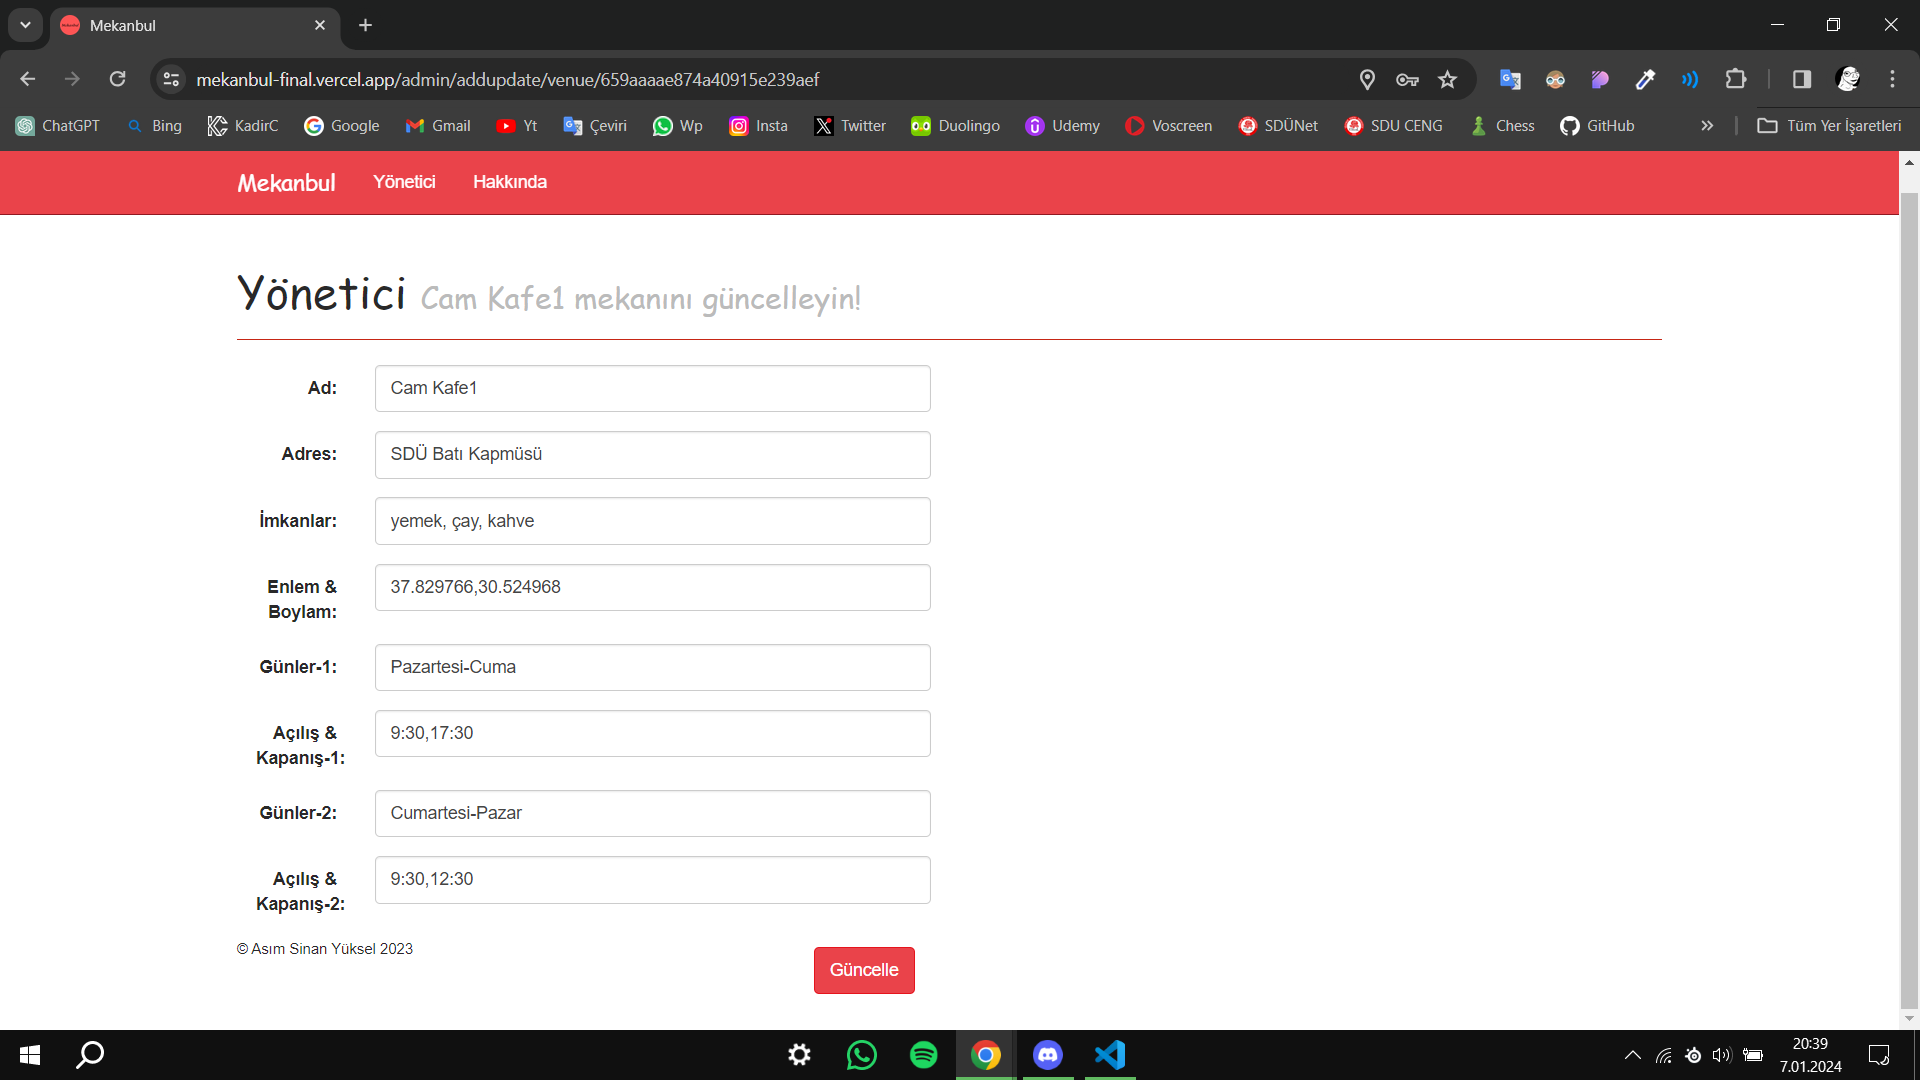 Mekanbul
mekanbul-final.vercel.app/admin/addupdate/venue/659aaaae874a40915e239aef
ChatGPT Bing KadirC Google Gmail Yt Çeviri Wp Insta Twitter Duolingo Udemy Voscreen SDÜNet SDU CENG Chess GitHub » Tüm Yer İşaretleri
Mekanbul Yönetici Hakkında
Yönetici Cam Kafe1 mekanını güncelleyin!
Ad: Cam Kafe1
Adres: SDÜ Batı Kapmüsü
İmkanlar: yemek, çay, kahve
Enlem & 37.829766,30.524968
Boylam:
Günler-1: Pazartesi-Cuma
Açılış & 9:30,17:30
Kapanış-1:
Günler-2: Cumartesi-Pazar
Açılış & 9:30,12:30
Kapanış-2:
© Asım Sinan Yüksel 2023
Güncelle
20:39
7.01.2024